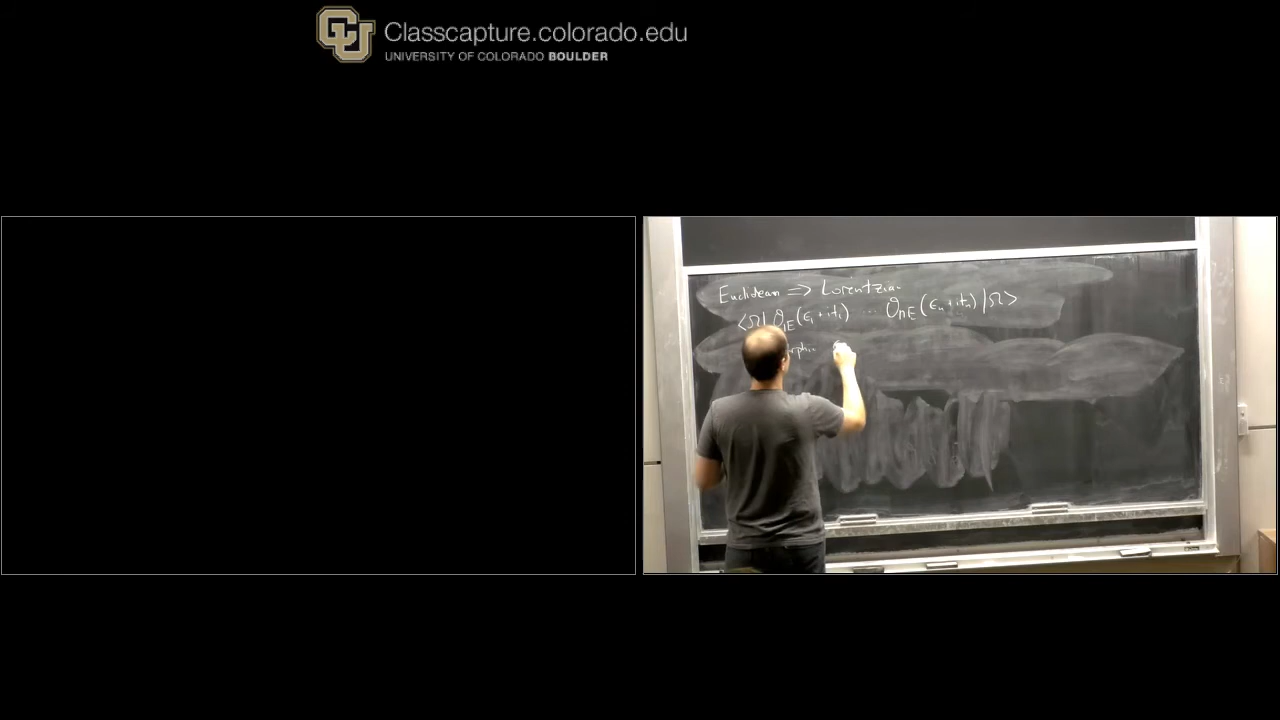 Classcapture.colorado.edu
UNIVERSITY OF COLORADO BOULDER
Euclidean ⇒ Lorentzian
⟨Ω| 𝒪₁E(ε₁+it₁) ... 𝒪nE(εn+itn)|Ω⟩